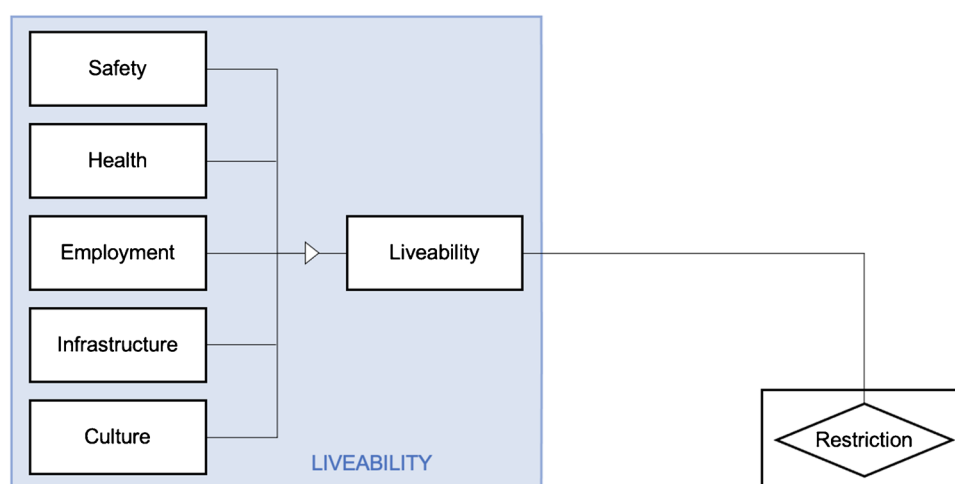 Safety
Health
Employment
Liveability
Infrastructure
Culture
Restriction
LIVEABILITY